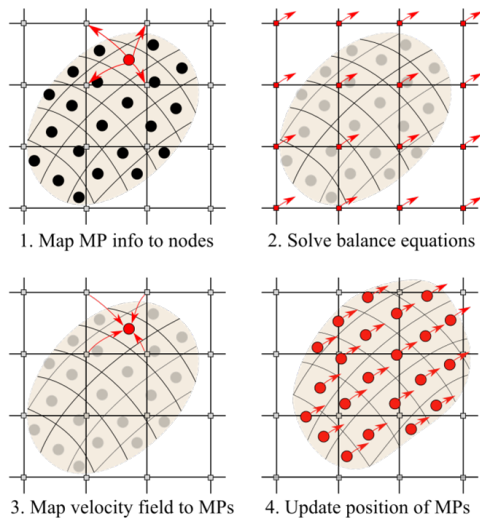 1. Map MP info to nodes
2. Solve balance equations
3. Map velocity field to MPs
4. Update position of MPs